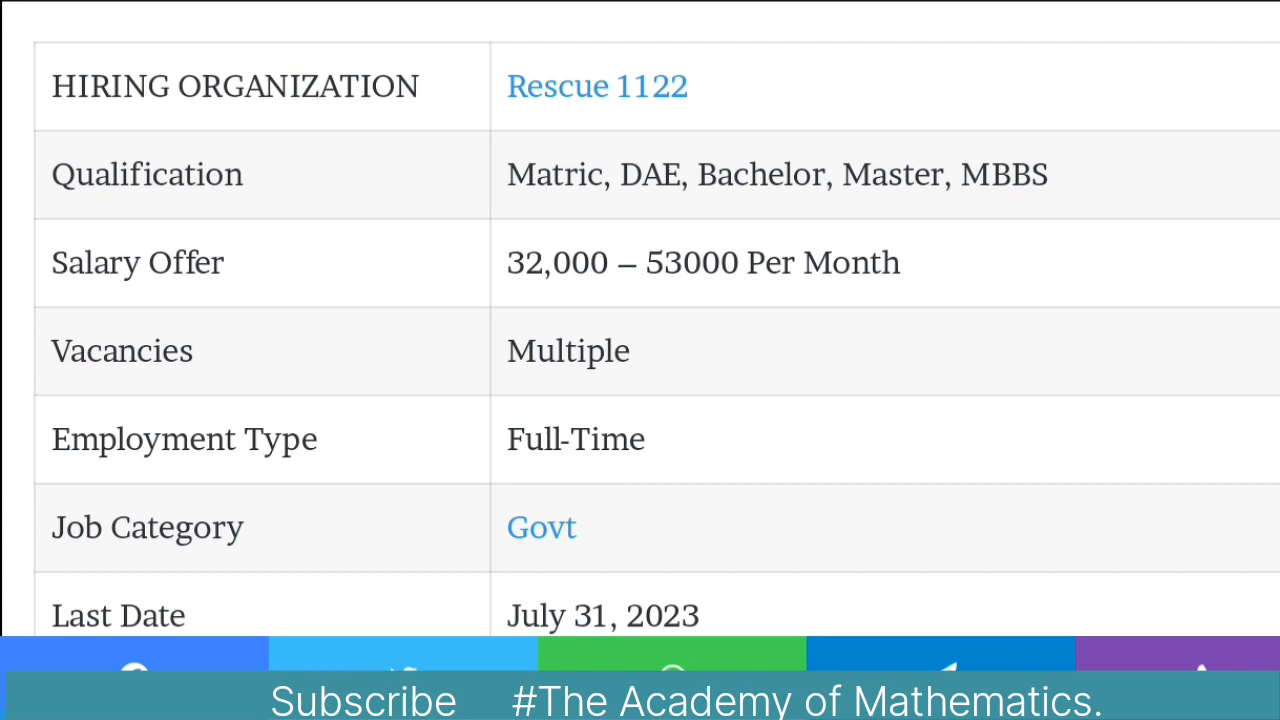 HIRING ORGANIZATION Rescue 1122
Qualification Matric, DAE, Bachelor, Master, MBBS
Salary Offer 32,000 – 53000 Per Month
Vacancies Multiple
Employment Type Full-Time
Job Category Govt
Last Date July 31, 2023
Subscribe #The Academy of Mathematics.